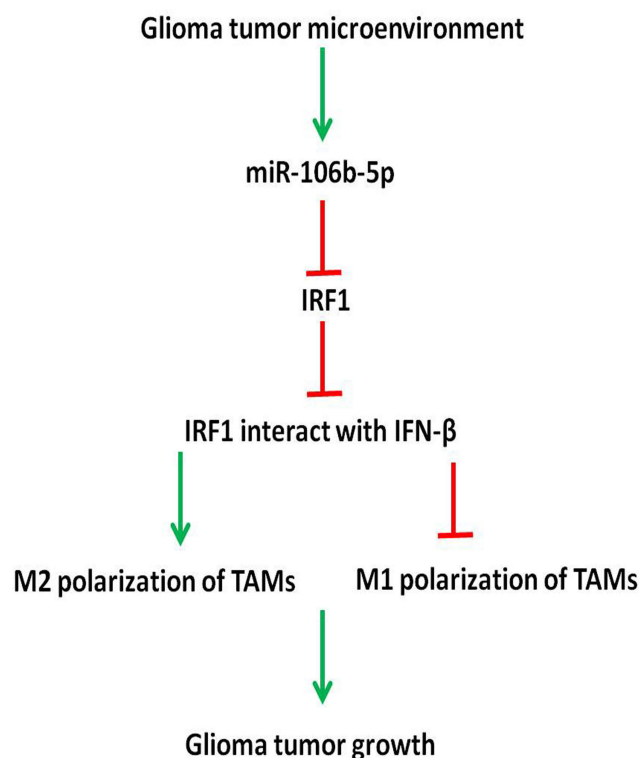 Glioma tumor microenvironment
miR-106b-5p
IRF1
IRF1 interact with IFN-β
M2 polarization of TAMs
M1 polarization of TAMs
Glioma tumor growth